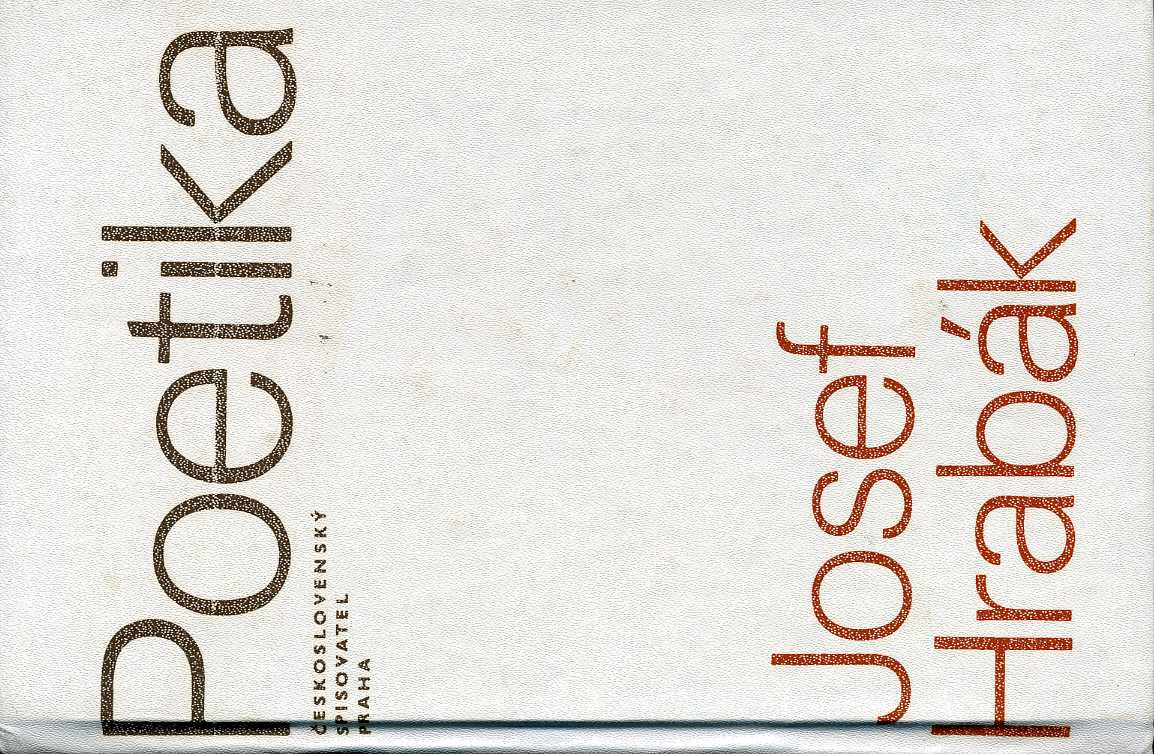 Poetika
ČESKOSLOVENSKÝ
SPISOVATEL
PRAHA
Josef
Hrabák